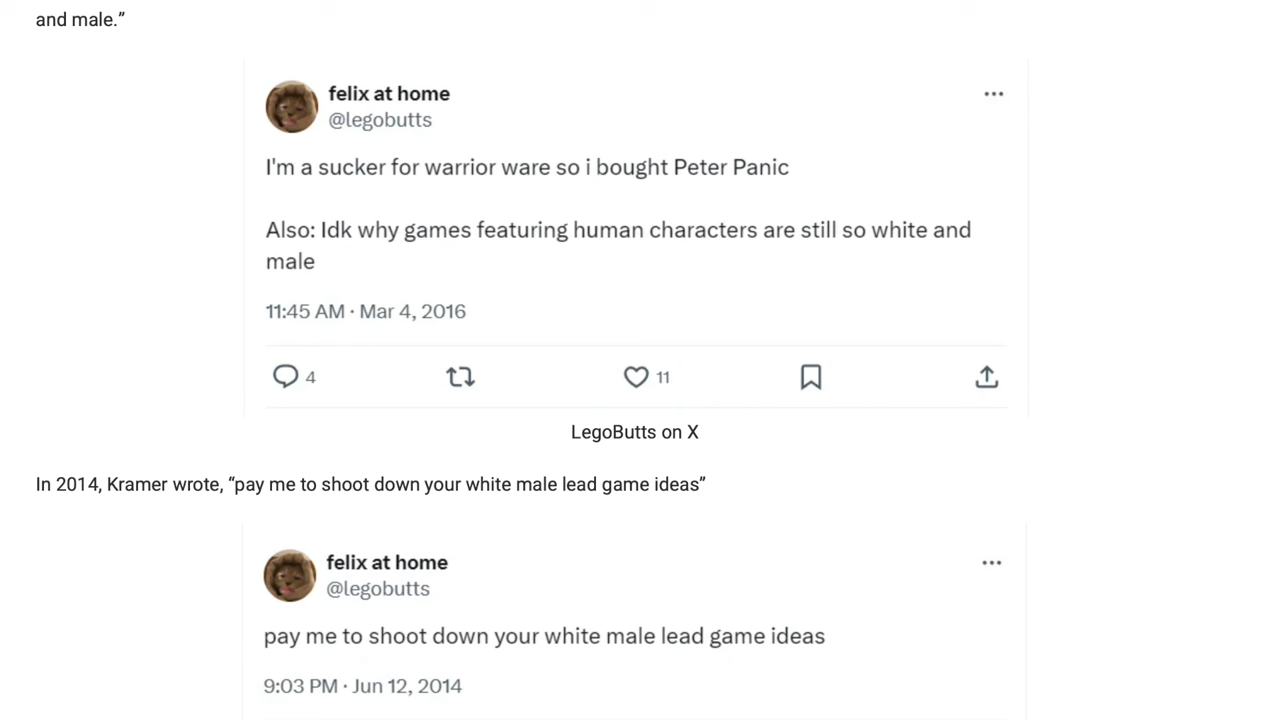 and male.”
felix at home
@legobutts
I'm a sucker for warrior ware so i bought Peter Panic
Also: Idk why games featuring human characters are still so white and
male
11:45 AM · Mar 4, 2016
4
11
LegoButts on X
In 2014, Kramer wrote, “pay me to shoot down your white male lead game ideas”
felix at home
@legobutts
pay me to shoot down your white male lead game ideas
9:03 PM · Jun 12, 2014